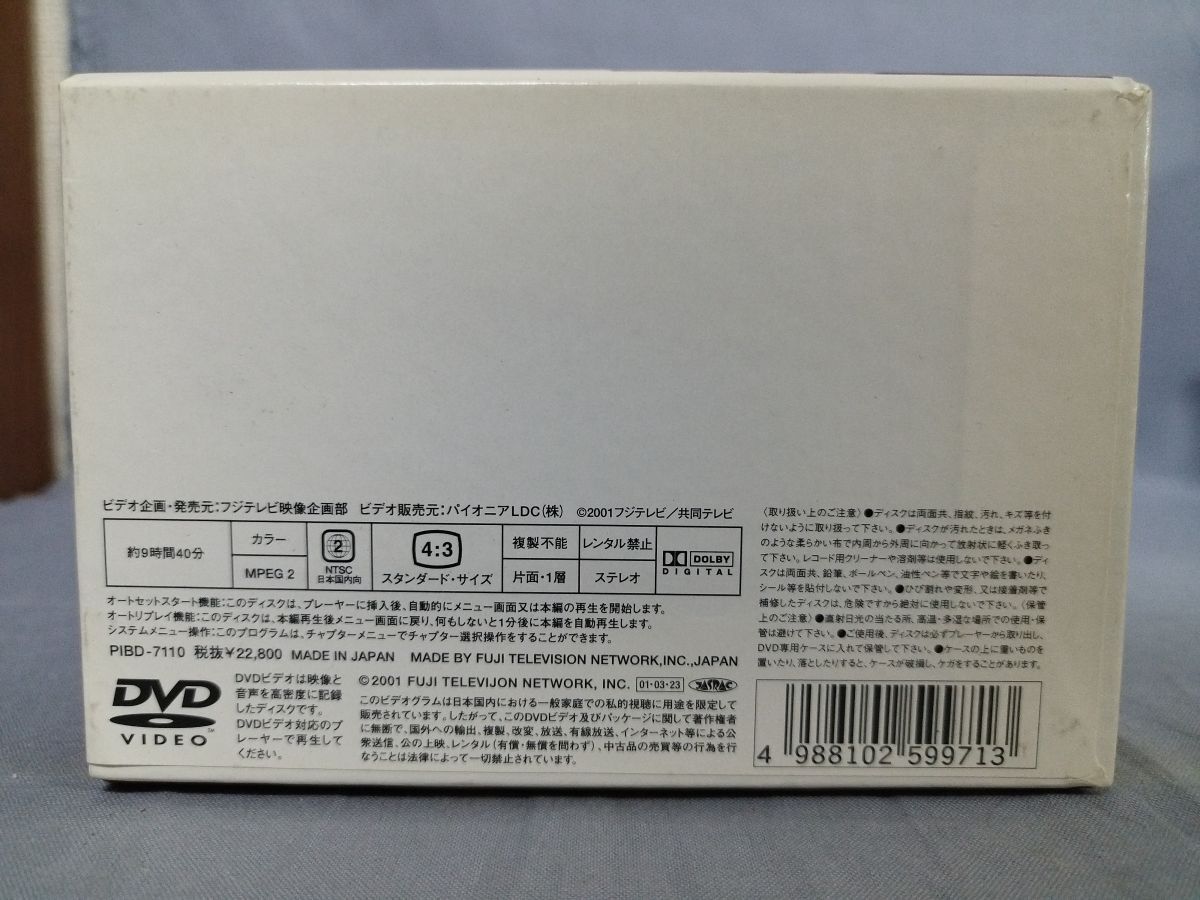 ビデオ企画・発売元:フジテレビ映像企画部 ビデオ販売元:パイオニアLDC(株) ©2001フジテレビ/共同テレビ
約9時間40分
カラー
MPEG 2
2
NTSC
日本国内向
4:3
スタンダード・サイズ
複製不能
片面・1層
レンタル禁止
ステレオ
DOLBY
DIGITAL
オートセットスタート機能:このディスクは、プレーヤーに挿入後、自動的にメニュー画面又は本編の再生を開始します。
オートリプレイ機能:このディスクは、本編再生後メニュー画面に戻り、何もしないと1分後に本編を自動再生します。
システムメニュー操作:このプログラムは、チャプターメニューでチャプター選択操作をすることができます。
PIBD-7110 税抜¥22,800 MADE IN JAPAN MADE BY FUJI TELEVISION NETWORK,INC.,JAPAN
DVD
VIDEO
TM
DVDビデオは映像と
音声を高密度に記録
したディスクです。
DVDビデオ対応のプ
レーヤーで再生して
ください。
©2001 FUJI TELEVIJON NETWORK, INC. 01-03-23 JASRAC
このビデオグラムは日本国内における一般家庭での私的視聴に用途を限定して
販売されています。したがって、このDVDビデオ及びパッケージに関して著作権者
に無断で、国外への輸出、複製、改変、放送、有線放送、インターネット等による公
衆送信、公の上映、レンタル(有償・無償を問わず)、中古品の売買等の行為を行
なうことは法律によって一切禁止されています。
〈取り扱い上のご注意〉●ディスクは両面共、指紋、汚れ、キズ等を付
けないように取り扱って下さい。●ディスクが汚れたときは、メガネふき
のような柔らかい布で内周から外周に向かって放射状に軽くふき取っ
て下さい。レコード用クリーナーや溶剤等は使用しないで下さい。●ディ
スクは両面共、鉛筆、ボールペン、油性ペン等で文字や絵を書いたり、
シール等を貼付しないで下さい。●ひび割れや変形、又は接着剤等で
補修したディスクは、危険ですから絶対に使用しないで下さい。〈保管
上のご注意〉●直射日光の当たる所、高温・多湿な場所での使用・保
管は避けて下さい。●ご使用後、ディスクは必ずプレーヤーから取り出し、
DVD専用ケースに入れて保管して下さい。●ケースの上に重いものを
置いたり、落としたりすると、ケースが破損し、ケガをすることがあります。
4 988102 599713